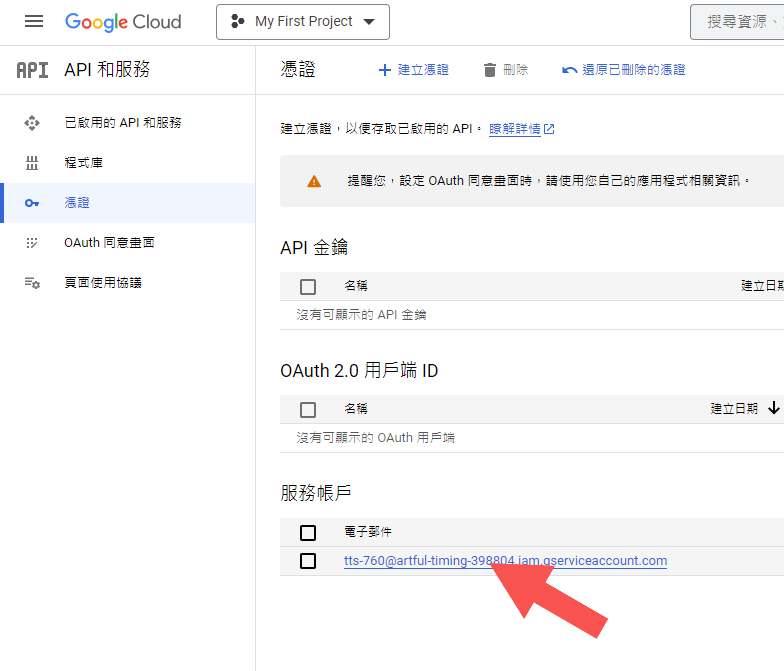 Google Cloud
My First Project
搜尋資源、
API
API 和服務
憑證
建立憑證
刪除
還原已刪除的憑證
已啟用的 API 和服務
程式庫
憑證
OAuth 同意畫面
頁面使用協議
建立憑證，以便存取已啟用的 API。 瞭解詳情
提醒您，設定 OAuth 同意畫面時，請使用您自己的應用程式相關資訊。
API 金鑰
名稱
建立日期
沒有可顯示的 API 金鑰
OAuth 2.0 用戶端 ID
名稱
建立日期
沒有可顯示的 OAuth 用戶端
服務帳戶
電子郵件
tts-760@artful-timing-398804.iam.gserviceaccount.com